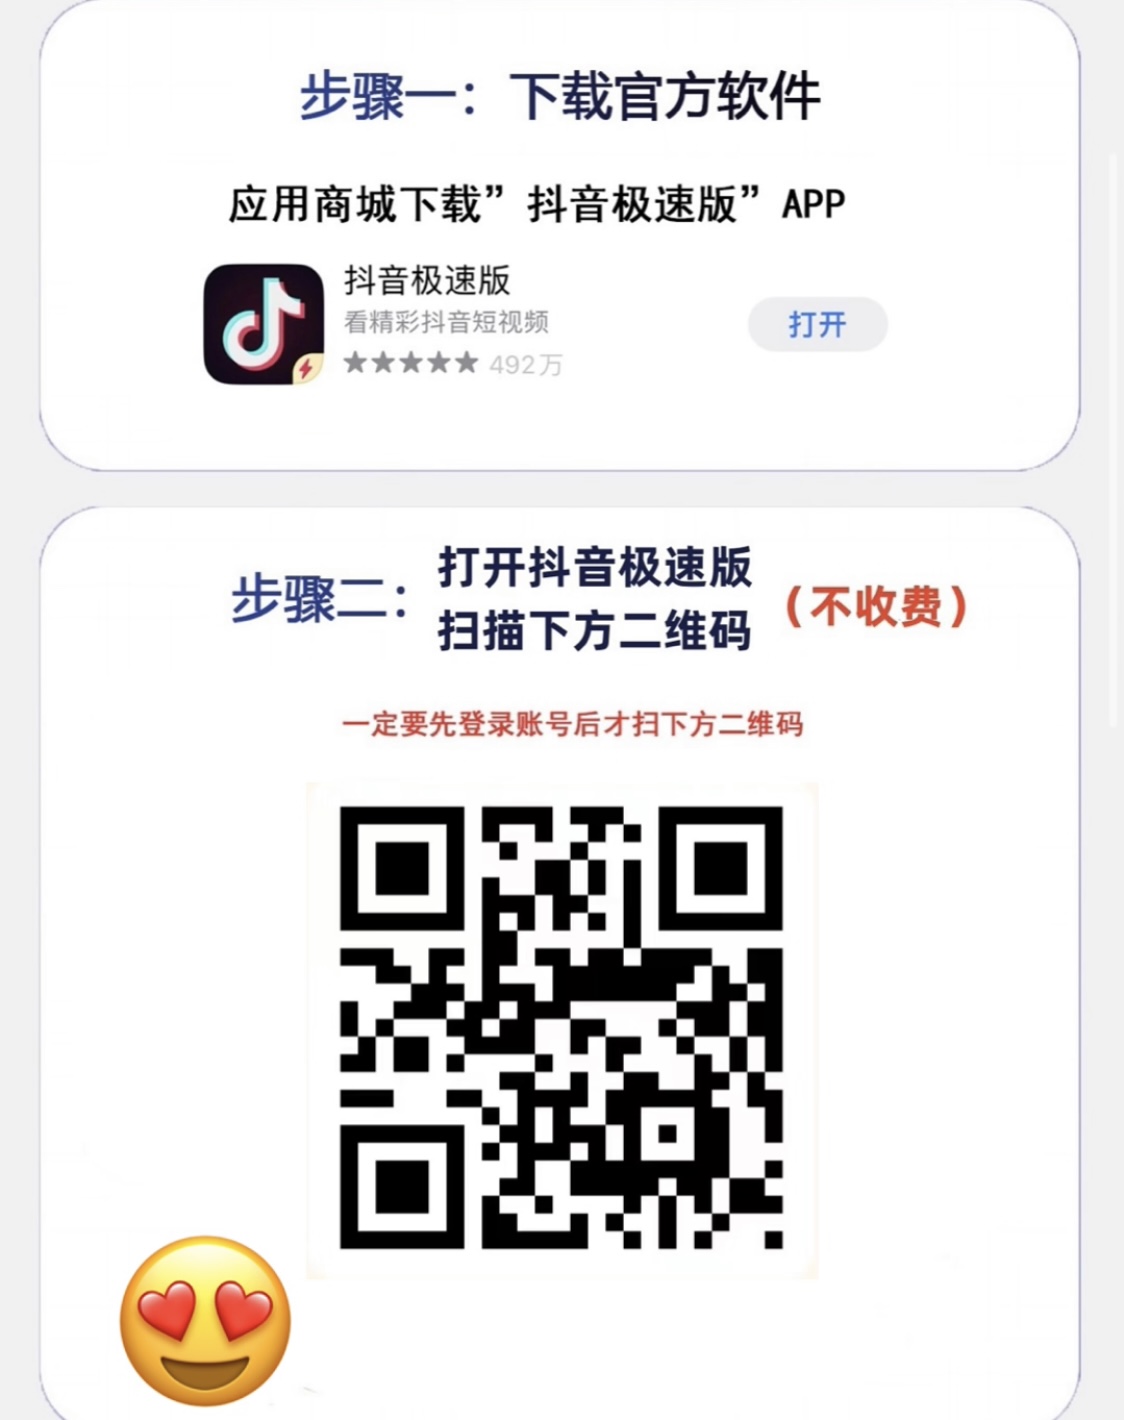 步骤一：下载官方软件
应用商城下载”抖音极速版”APP
抖音极速版
看精彩抖音短视频
492万
打开
步骤二：
打开抖音极速版
扫描下方二维码
（不收费）
一定要先登录账号后才扫下方二维码